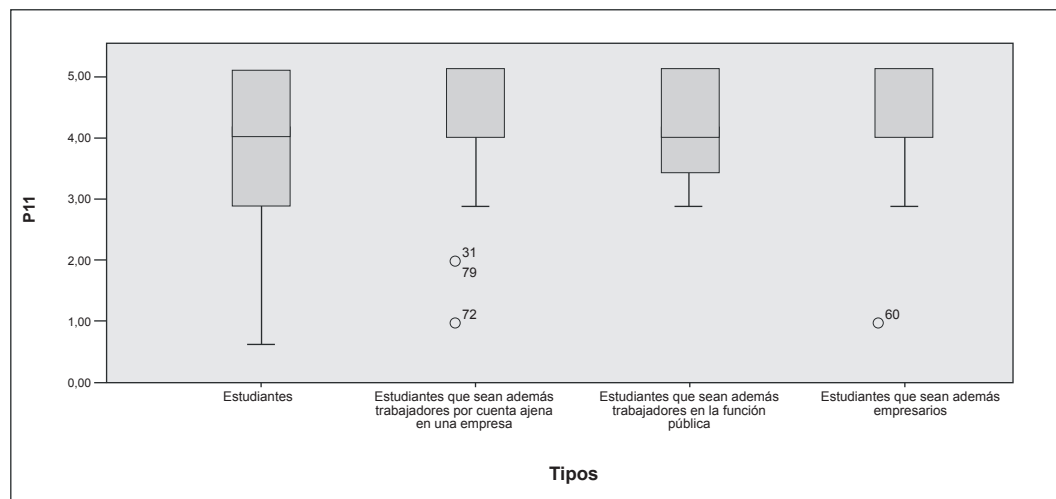 P11
5,00
4,00
3,00
2,00
1,00
0,00
31
79
72
60
Estudiantes
Estudiantes que sean además
trabajadores por cuenta ajena
en una empresa
Estudiantes que sean además
trabajadores en la función
pública
Estudiantes que sean además
empresarios
Tipos